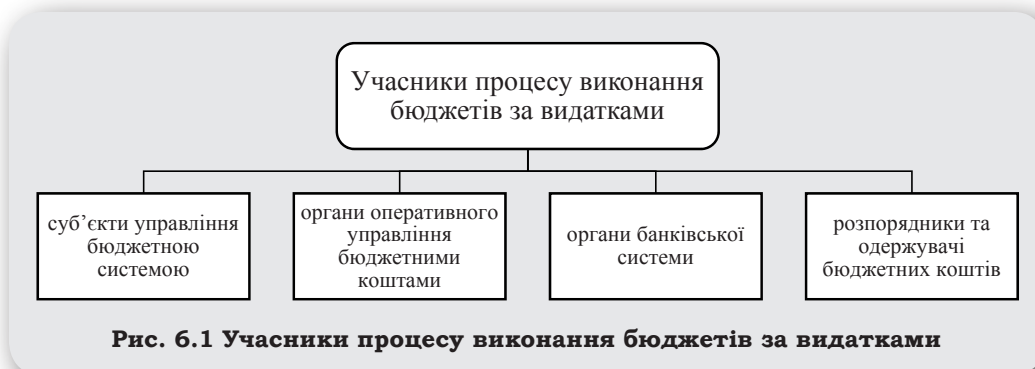 Учасники процесу виконання
бюджетів за видатками
суб’єкти управління
бюджетною
системою
органи оперативного
управління
бюджетними
коштами
органи банківської
системи
розпорядники та
одержувачі
бюджетних коштів
Рис. 6.1 Учасники процесу виконання бюджетів за видатками